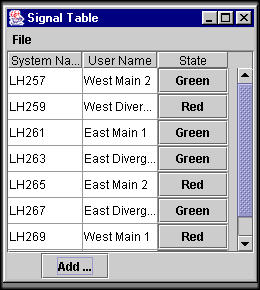 Signal Table
File
System Na... User Name State
LH257 West Main 2 Green
LH259 West Diver... Red
LH261 East Main 1 Green
LH263 East Diverg... Green
LH265 East Main 2 Red
LH267 East Diverg... Green
LH269 West Main 1 Red
Add ...